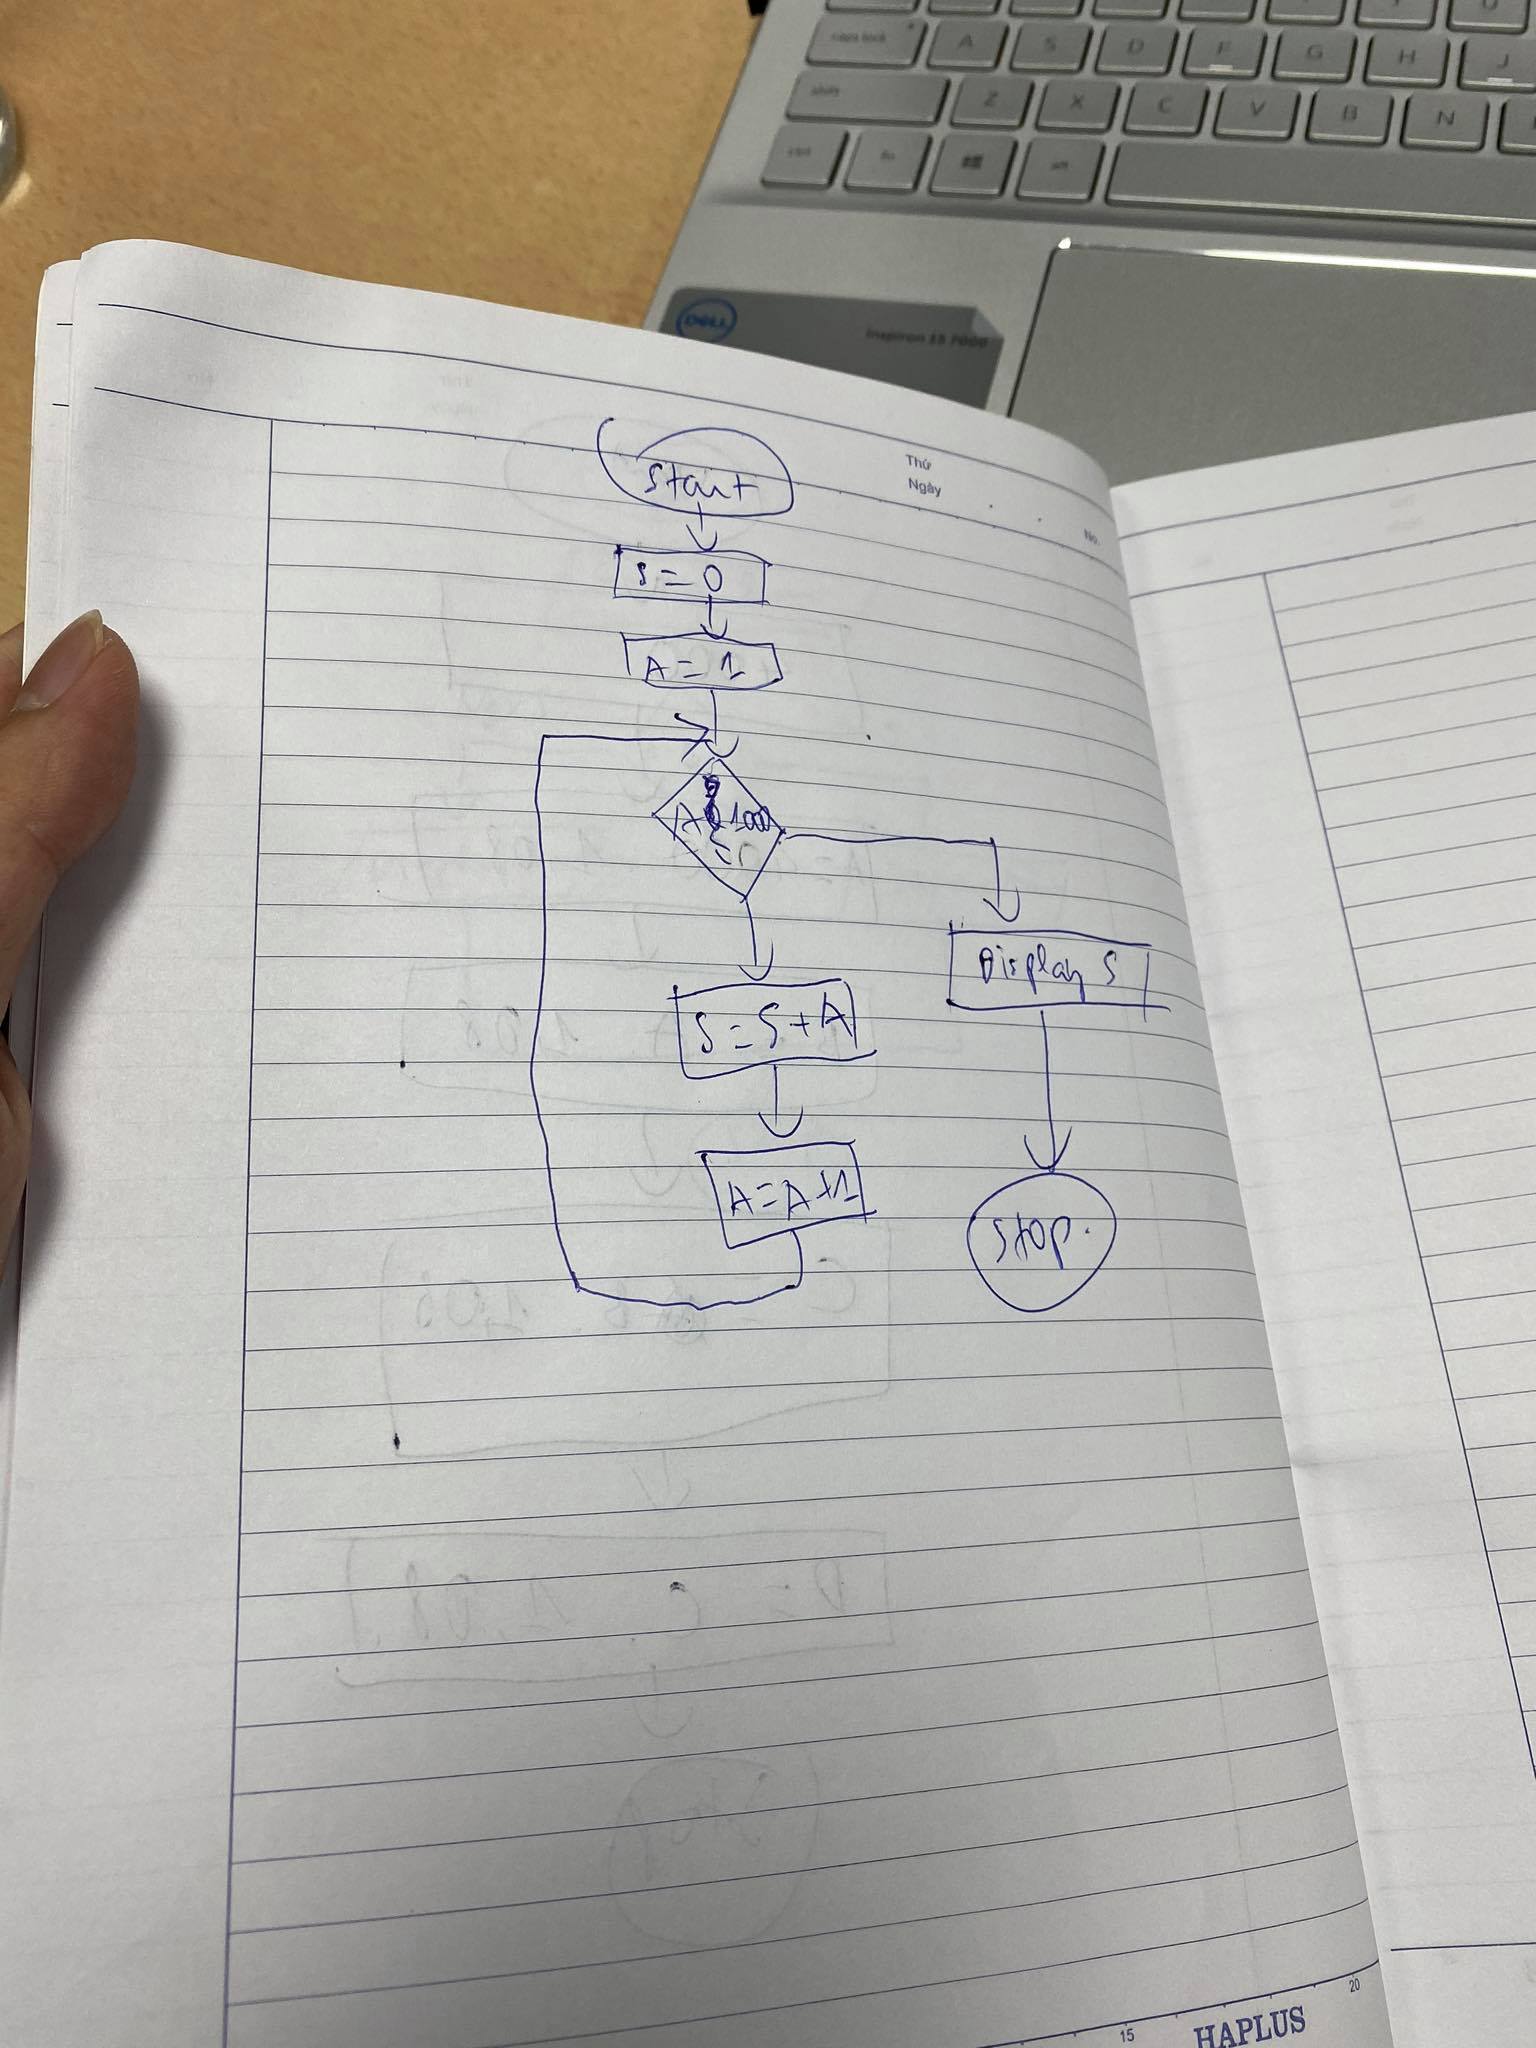 caps lock
A
S
D
F
G
H
J
shift
Z
X
C
V
B
N
ctrl
fn
alt
DELL
Inspiron 15 7000
Thứ
Ngày
No.
Start
S = 0
A = 1
A 1000
S = S + A
A = A + 1
Display S
Stop.
15
20
HAPLUS